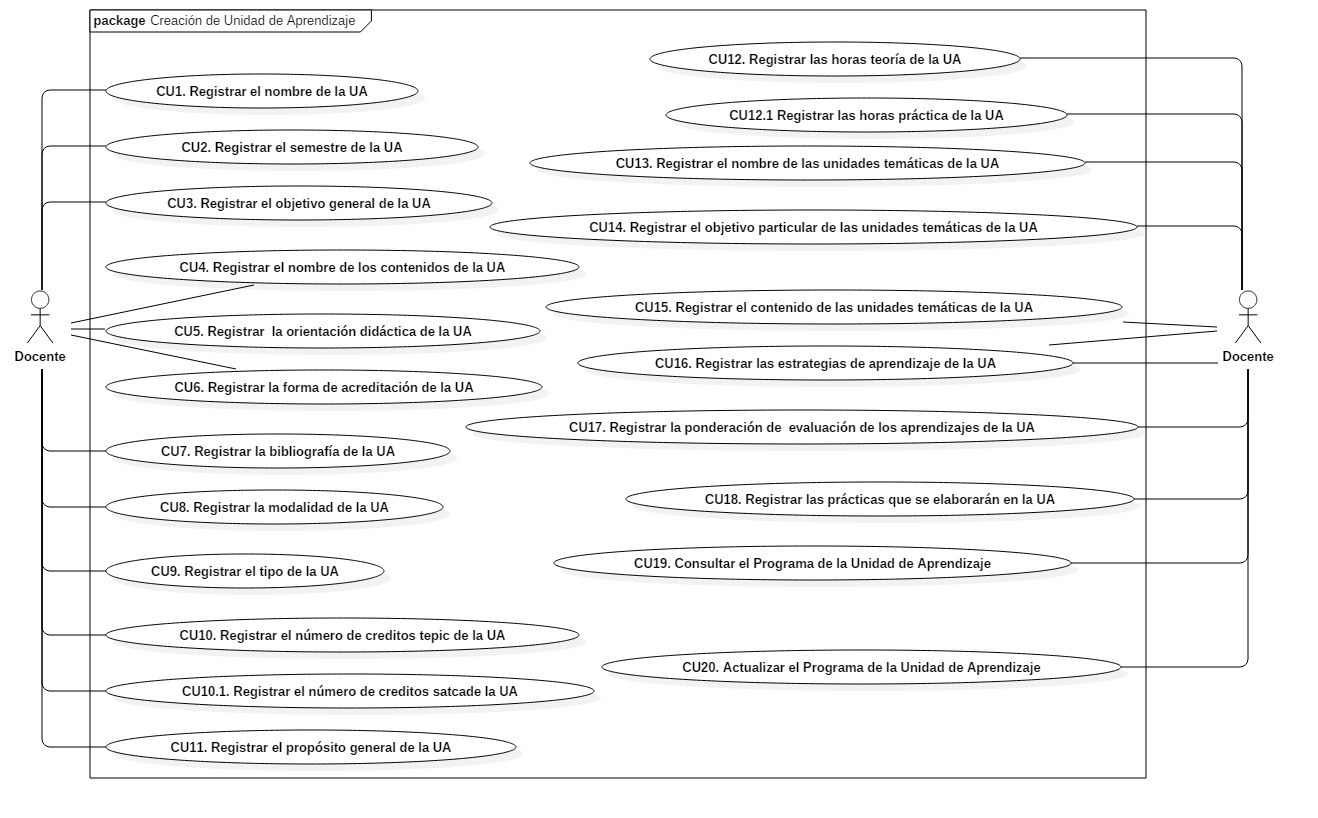 package Creación de Unidad de Aprendizaje
CU1. Registrar el nombre de la UA
CU2. Registrar el semestre de la UA
CU3. Registrar el objetivo general de la UA
CU4. Registrar el nombre de los contenidos de la UA
CU5. Registrar  la orientación didáctica de la UA
Docente
CU6. Registrar la forma de acreditación de la UA
CU7. Registrar la bibliografía de la UA
CU8. Registrar la modalidad de la UA
CU9. Registrar el tipo de la UA
CU10. Registrar el número de creditos tepic de la UA
CU10.1. Registrar el número de creditos satcade la UA
CU11. Registrar el propósito general de la UA
CU12. Registrar las horas teoría de la UA
CU12.1 Registrar las horas práctica de la UA
CU13. Registrar el nombre de las unidades temáticas de la UA
CU14. Registrar el objetivo particular de las unidades temáticas de la UA
CU15. Registrar el contenido de las unidades temáticas de la UA
CU16. Registrar las estrategias de aprendizaje de la UA
Docente
CU17. Registrar la ponderación de  evaluación de los aprendizajes de la UA
CU18. Registrar las prácticas que se elaborarán en la UA
CU19. Consultar el Programa de la Unidad de Aprendizaje
CU20. Actualizar el Programa de la Unidad de Aprendizaje